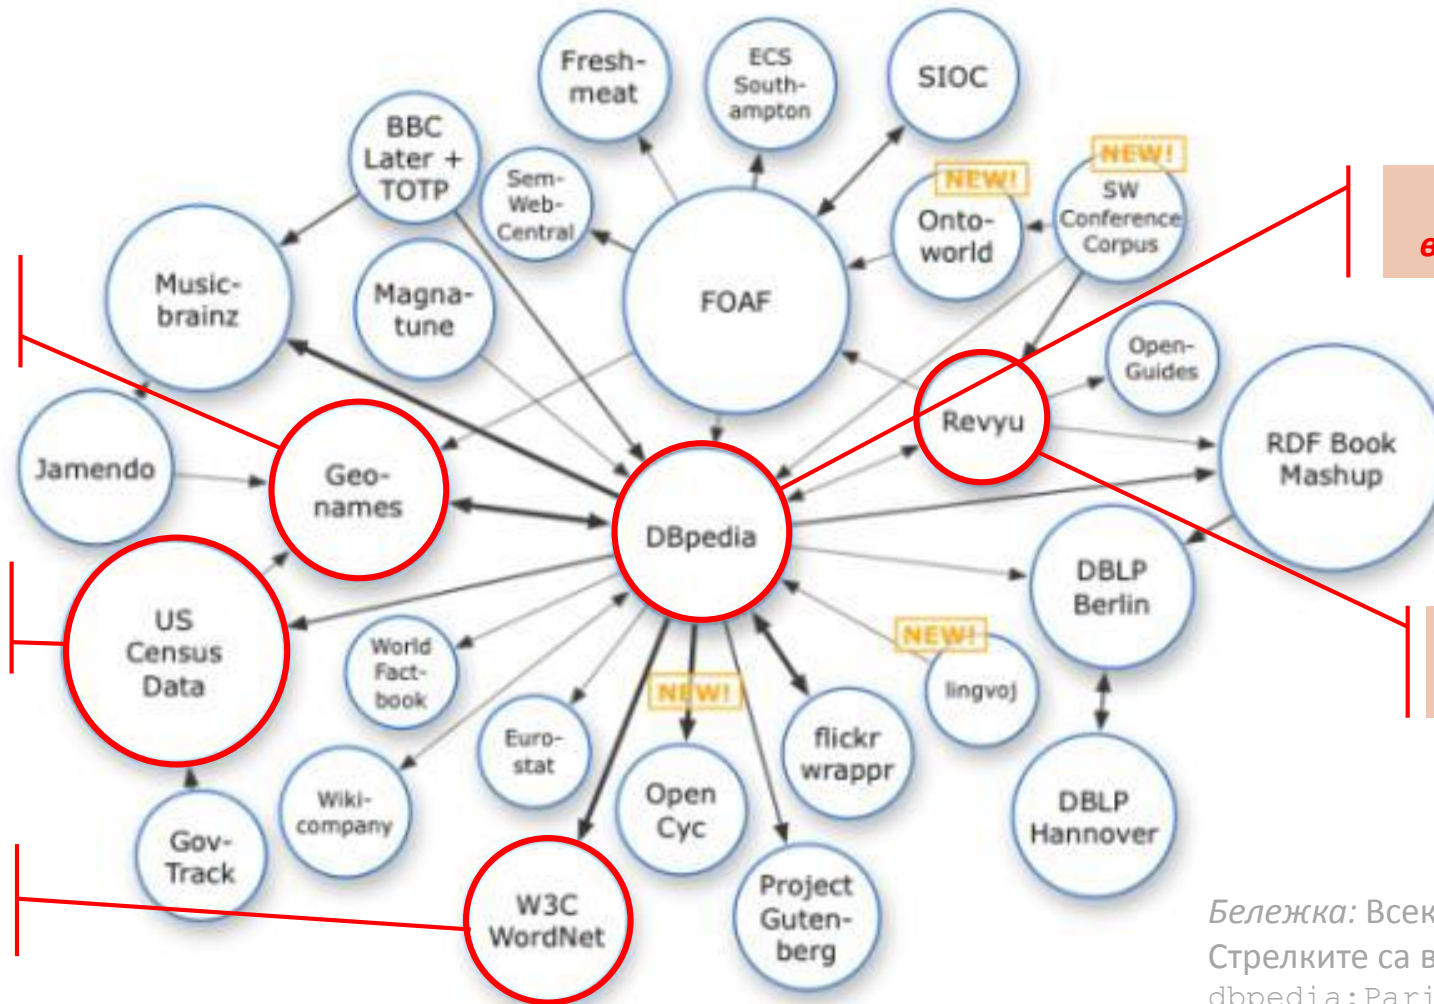 Fresh-
meat
ECS
South-
ampton
SIOC
BBC
Later +
TOTP
Sem-
Web-
Central
NEW!
Onto-
world
NEW!
SW
Conference
Corpus
Music-
brainz
Magna-
tune
FOAF
Open-
Guides
Revyu
RDF Book
Mashup
Jamendo
Geo-
names
DBpedia
DBLP
Berlin
US
Census
Data
World
Fact-
book
NEW!
lingvoj
NEW!
Euro-
stat
flickr
wrappr
Wiki-
company
Open
Cyc
DBLP
Hannover
Gov-
Track
W3C
WordNet
Project
Guten-
berg
Бележка: Всек
Стрелките са в
dbpedia:Pari